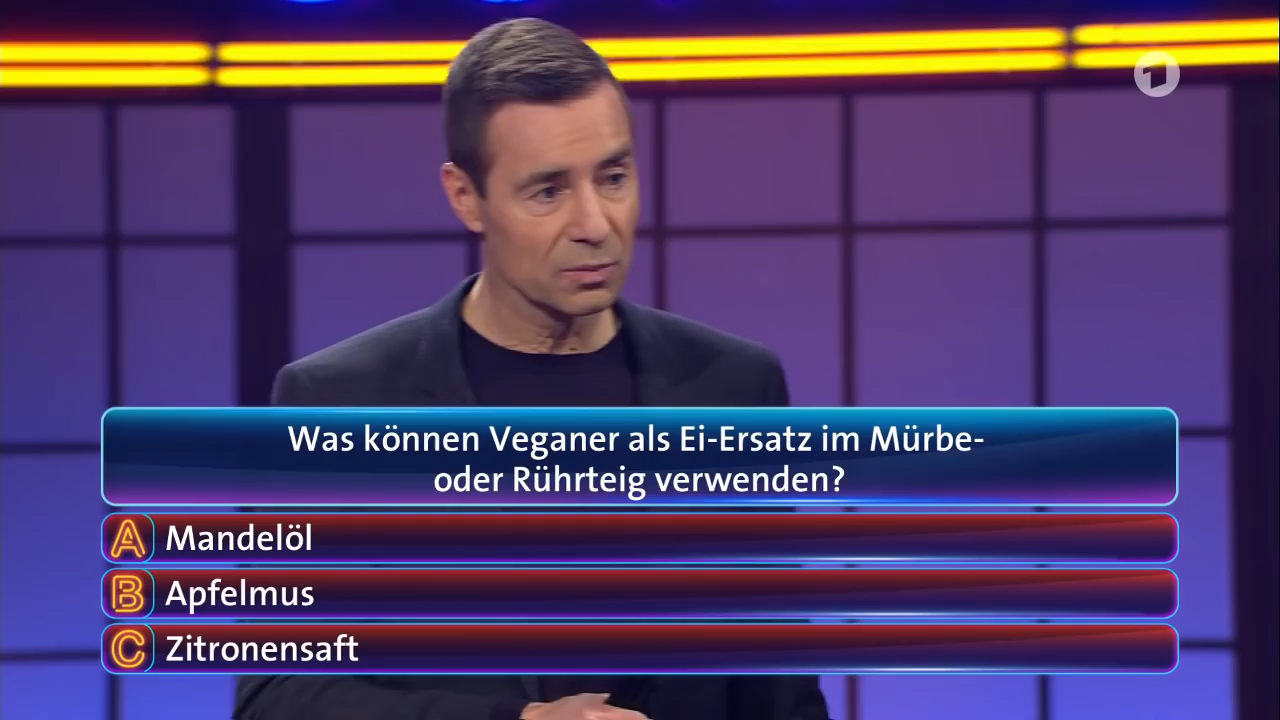 1
Was können Veganer als Ei-Ersatz im Mürbe-
oder Rührteig verwenden?
A Mandelöl
B Apfelmus
C Zitronensaft